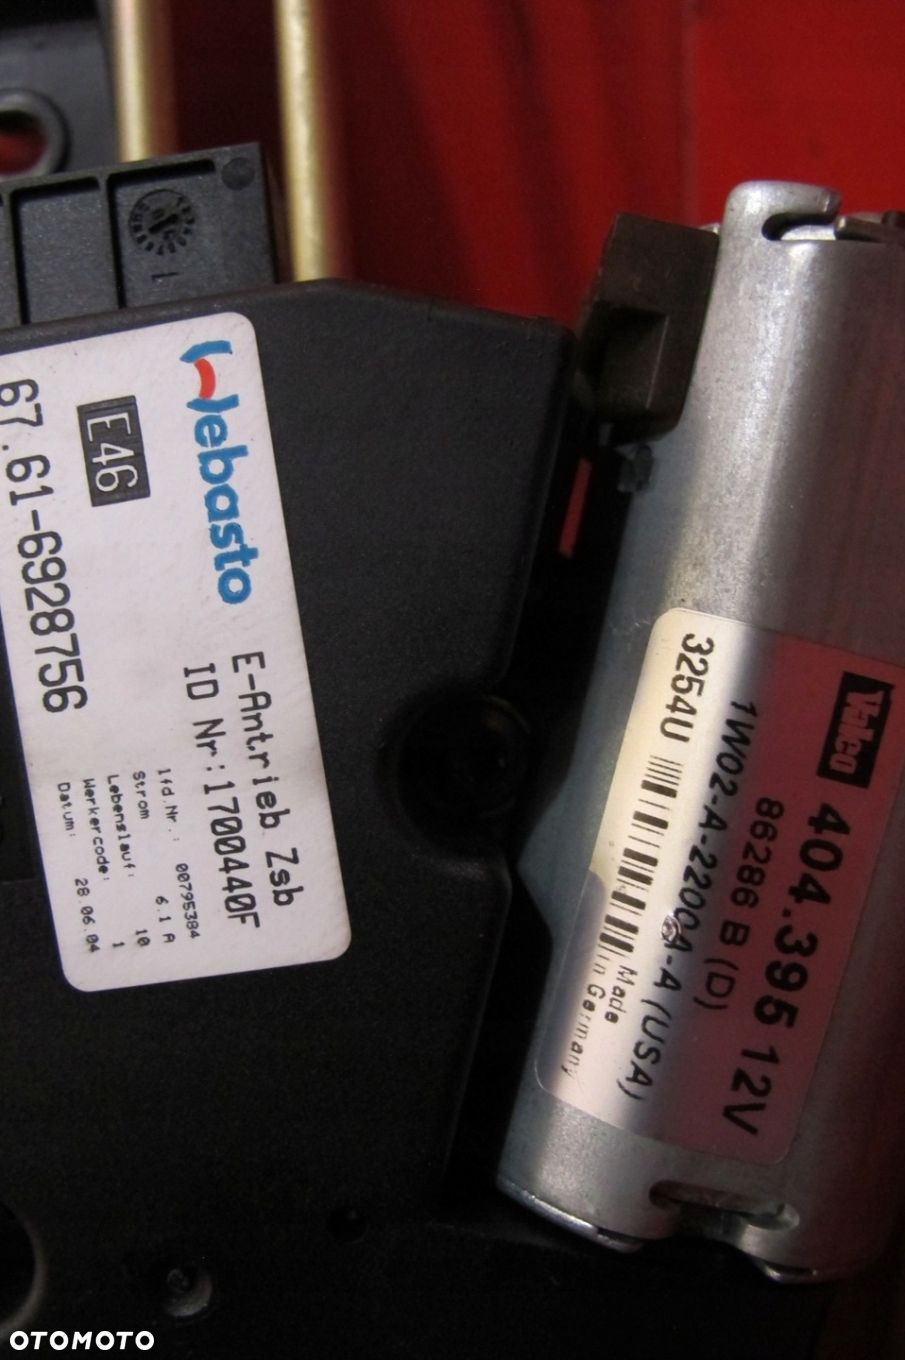 Webasto
E46
67.61-6928756
E-Antrieb Zsb
ID Nr:1700440F
lfd.Nr.: 00795384
Strom 6.1 A
Lebenslauf: 10
Werkercode: 1
Datum: 28.06.04
Valeo 404.395 12V
86286 B (D)
1W02-A-2200A-A (USA)
3254U
Made
in Germany
OTOMOTO